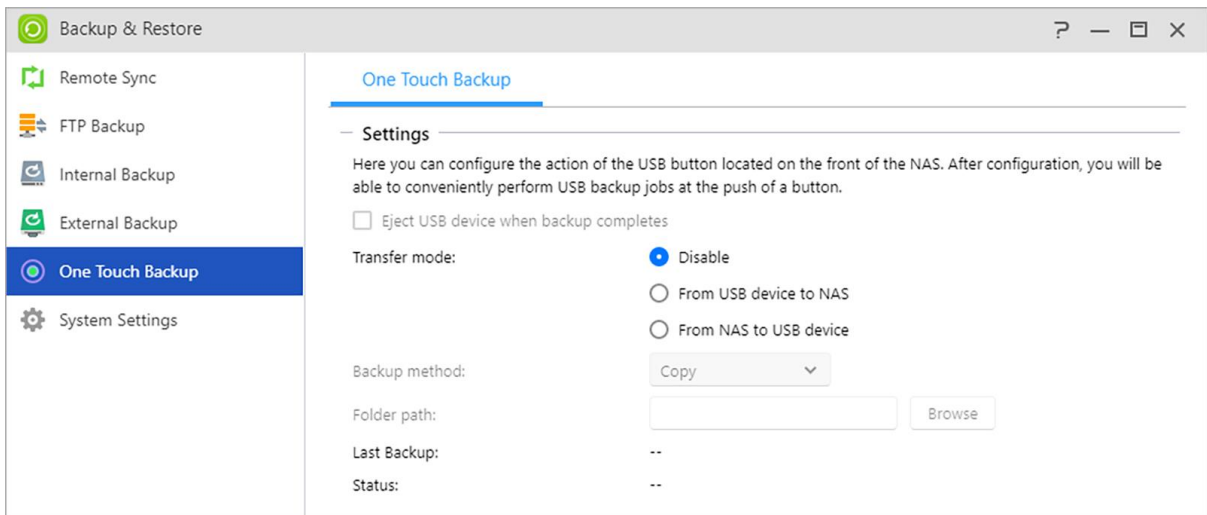 Backup & Restore
Remote Sync
FTP Backup
Internal Backup
External Backup
One Touch Backup
System Settings
One Touch Backup
Settings
Here you can configure the action of the USB button located on the front of the NAS. After configuration, you will be
able to conveniently perform USB backup jobs at the push of a button.
Eject USB device when backup completes
Transfer mode:
Disable
From USB device to NAS
From NAS to USB device
Backup method:
Copy
Folder path:
Browse
Last Backup:
--
Status:
--